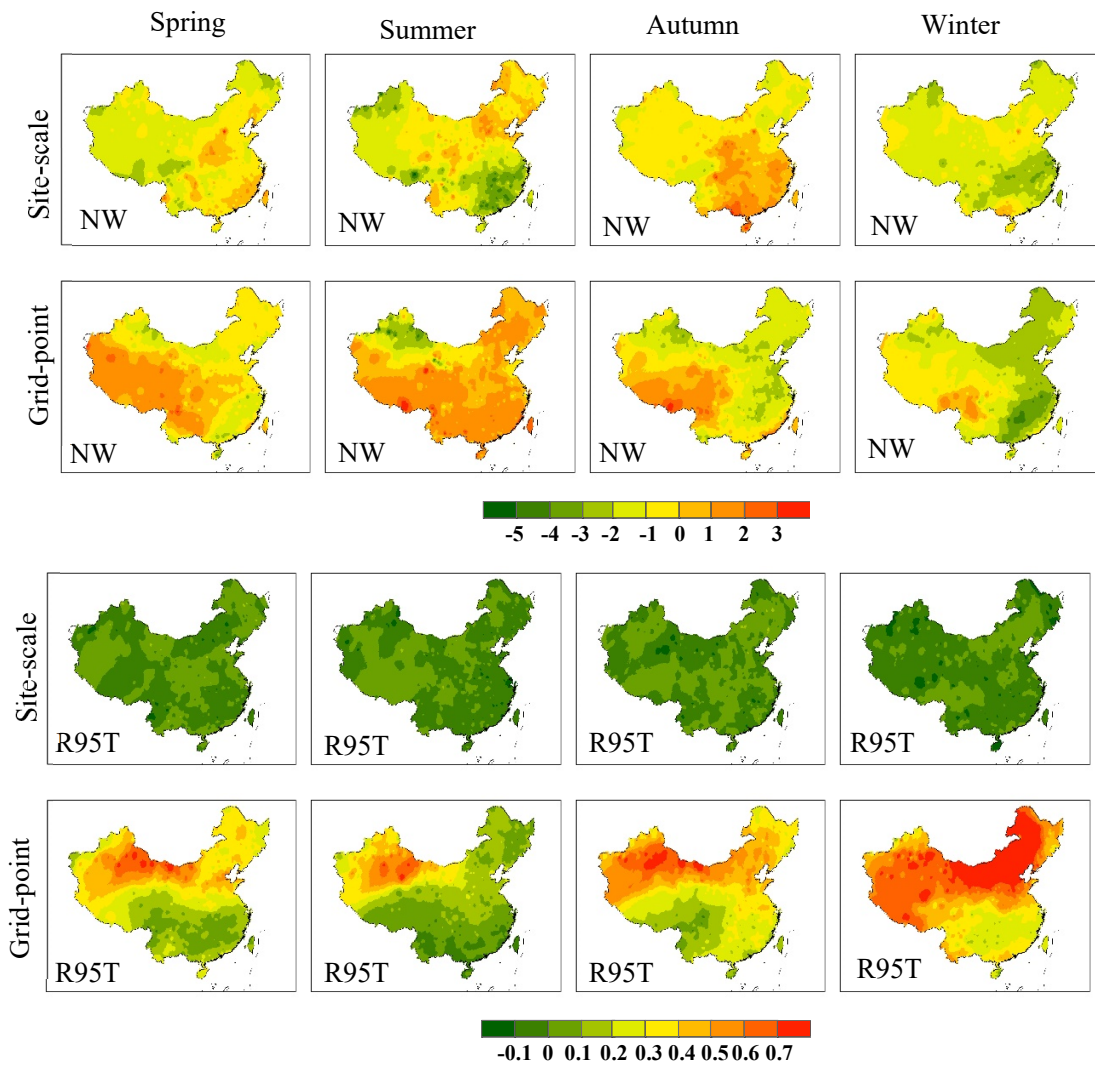 Spring Summer Autumn Winter
Site-scale
NW NW NW NW
Grid-point
NW NW NW NW
-5 -4 -3 -2 -1 0 1 2 3
Site-scale
R95T R95T R95T R95T
Grid-point
R95T R95T R95T R95T
-0.1 0 0.1 0.2 0.3 0.4 0.5 0.6 0.7